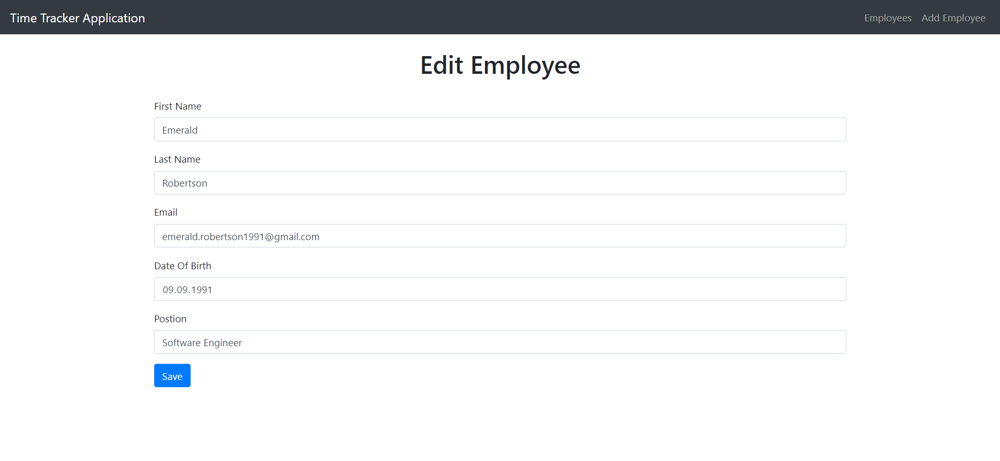 Time Tracker Application Employees Add Employee
Edit Employee
First Name
Emerald
Last Name
Robertson
Email
emerald.robertson1991@gmail.com
Date Of Birth
09.09.1991
Postion
Software Engineer
Save